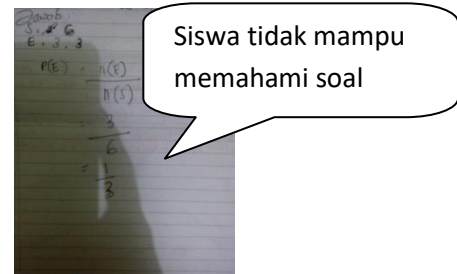 Jawab :
S = 6
E = 3, 3
P(E) = n(E)
n(S)
= 3
6
= 1
3
Siswa tidak mampu
memahami soal